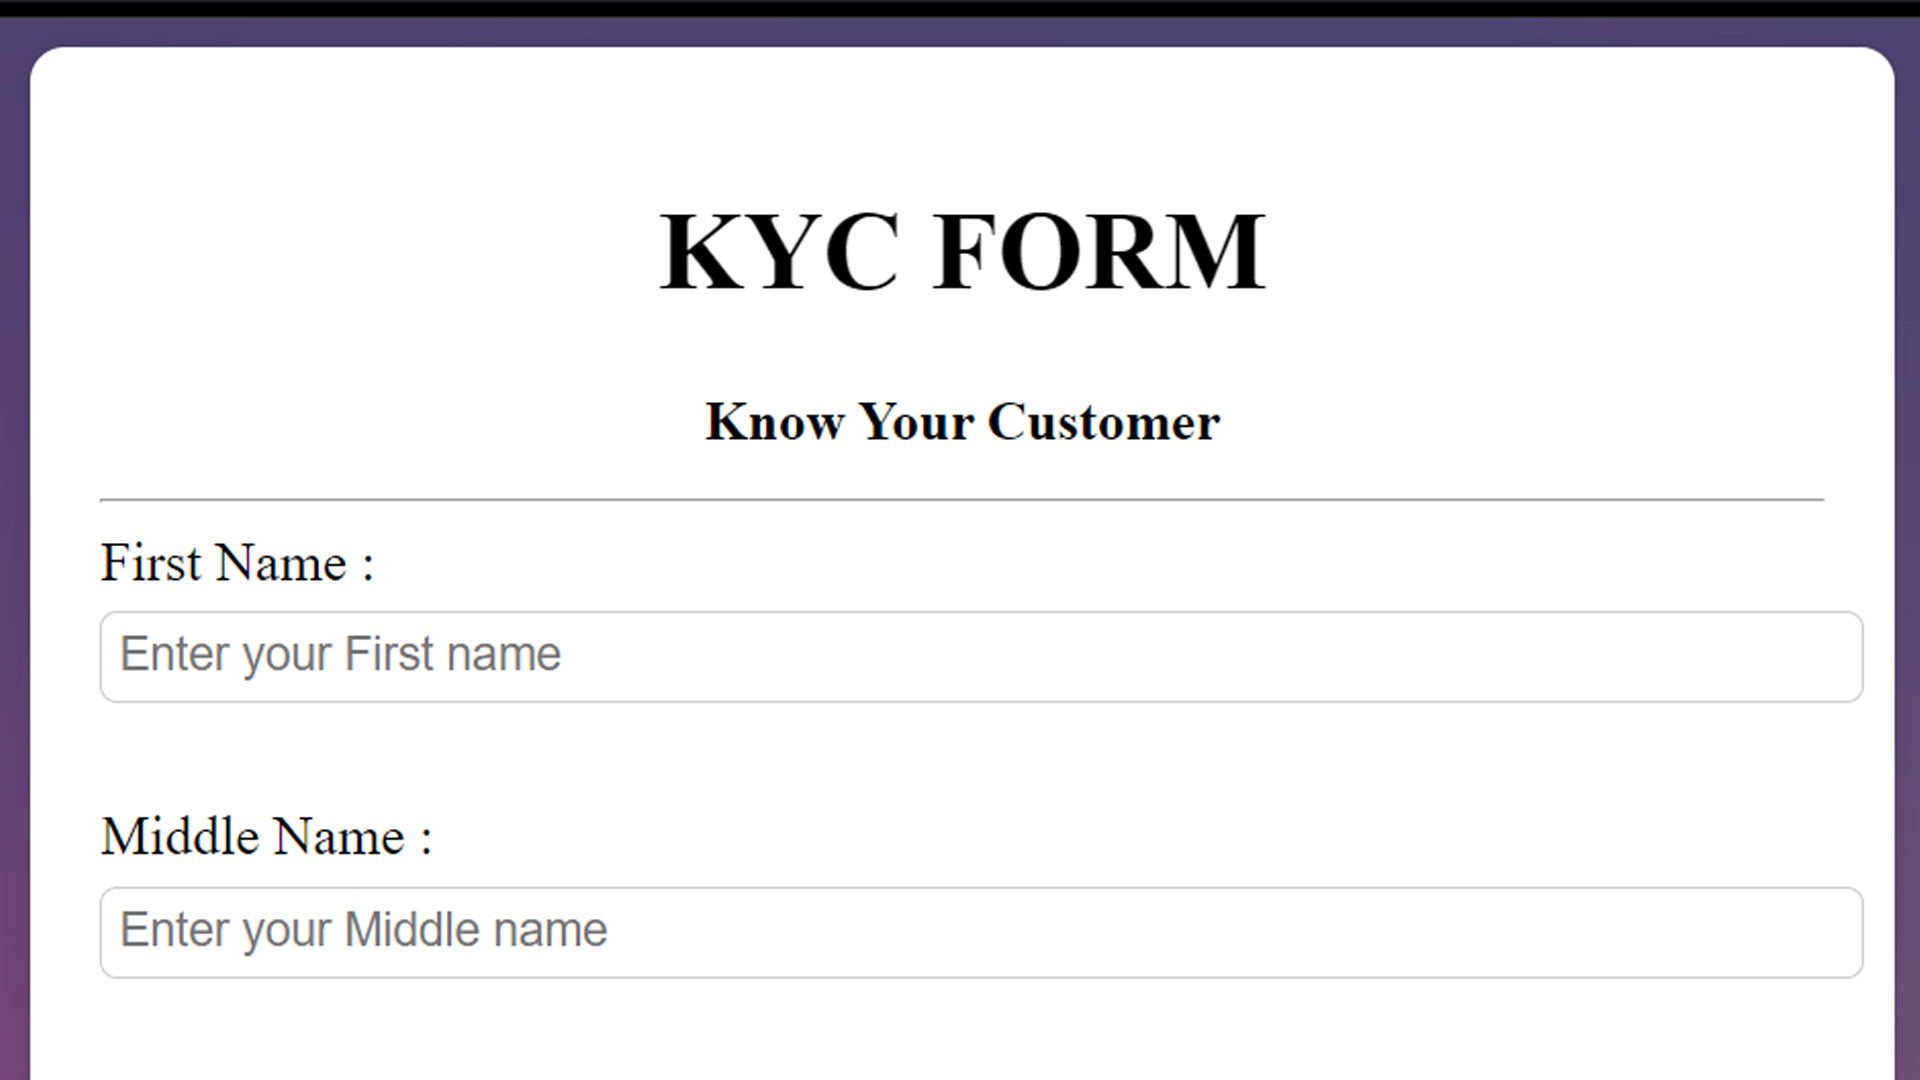 KYC FORM
Know Your Customer
First Name :
Enter your First name
Middle Name :
Enter your Middle name